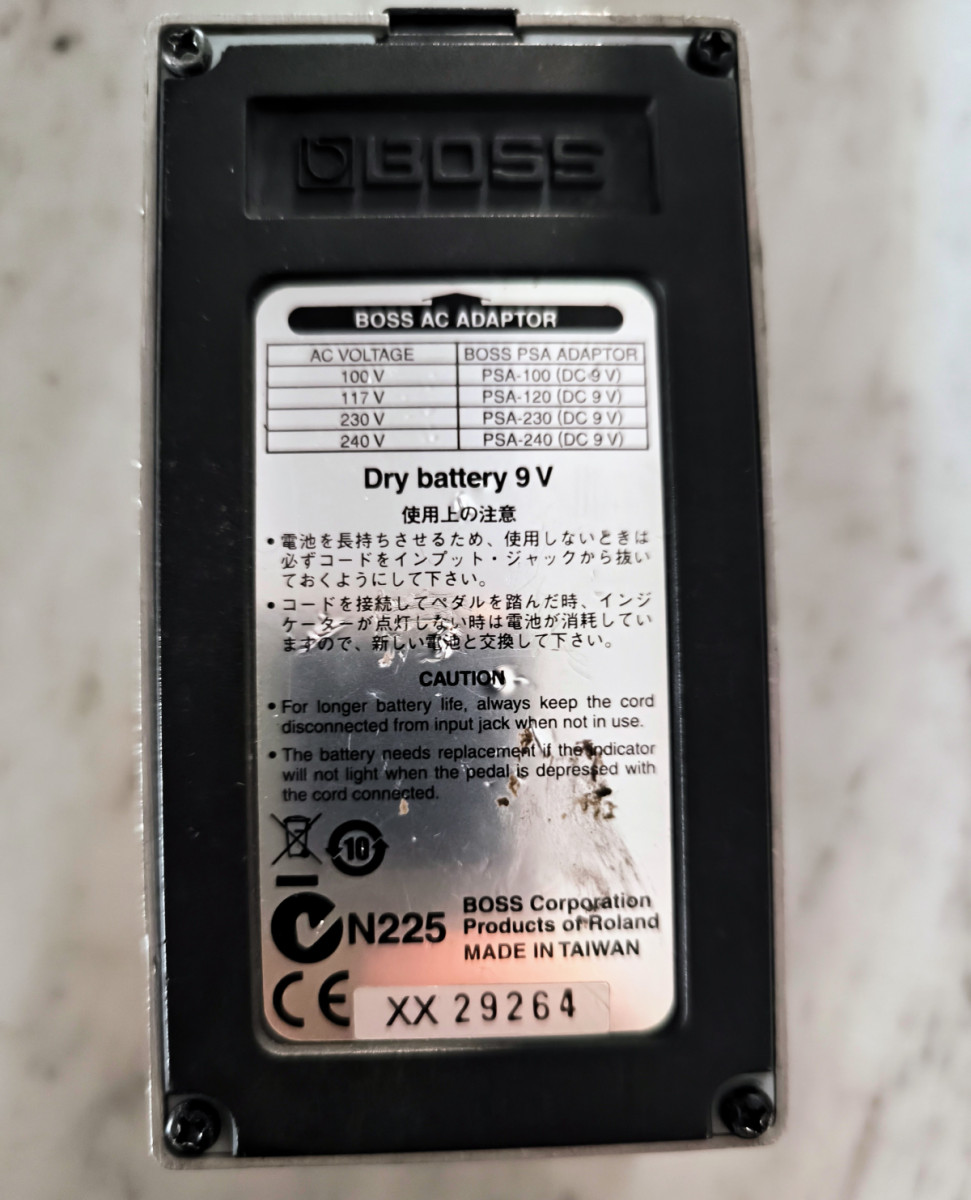 BOSS
BOSS AC ADAPTOR
AC VOLTAGE BOSS PSA ADAPTOR
100 V PSA-100 (DC 9 V)
117 V PSA-120 (DC 9 V)
230 V PSA-230 (DC 9 V)
240 V PSA-240 (DC 9 V)
Dry battery 9 V
使用上の注意
• 電池を長持ちさせるため、使用しないときは
必ずコードをインプット・ジャックから抜い
ておくようにして下さい。
• コードを接続してペダルを踏んだ時、インジ
ケーターが点灯しない時は電池が消耗してい
ますので、新しい電池と交換して下さい。
CAUTION
• For longer battery life, always keep the cord
disconnected from input jack when not in use.
• The battery needs replacement if the indicator
will not light when the pedal is depressed with
the cord connected.
10
N225
BOSS Corporation
Products of Roland
MADE IN TAIWAN
CE
XX 29264